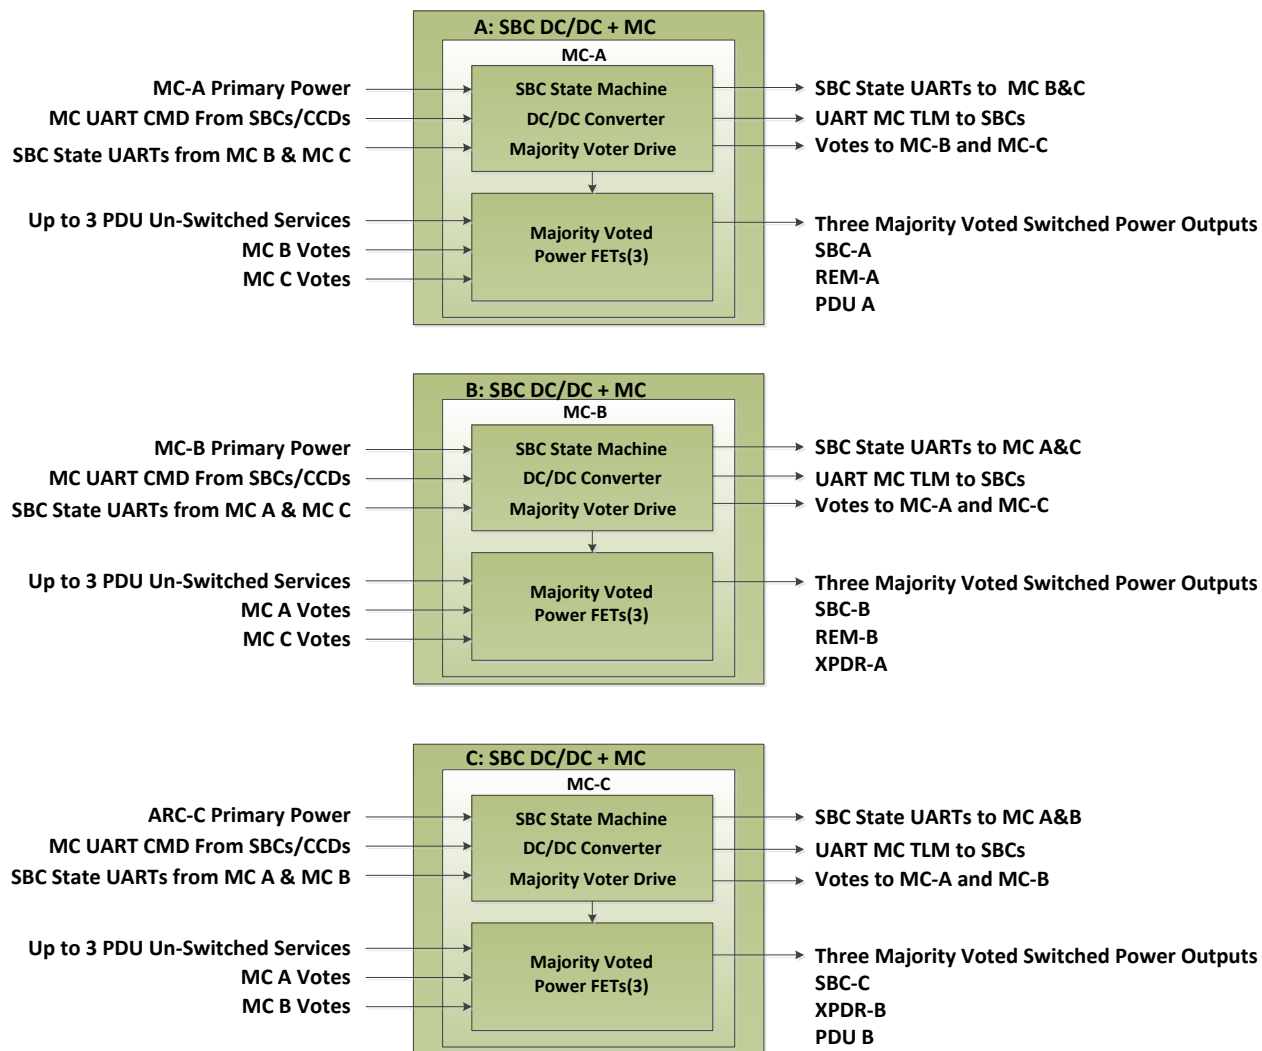 A: SBC DC/DC + MC
MC-A
MC-A Primary Power
MC UART CMD From SBCs/CCDs
SBC State UARTs from MC B & MC C
SBC State Machine
DC/DC Converter
Majority Voter Drive
SBC State UARTs to  MC B&C
UART MC TLM to SBCs
Votes to MC-B and MC-C
Up to 3 PDU Un-Switched Services
MC B Votes
MC C Votes
Majority Voted
Power FETs(3)
Three Majority Voted Switched Power Outputs
SBC-A
REM-A
PDU A
B: SBC DC/DC + MC
MC-B
MC-B Primary Power
MC UART CMD From SBCs/CCDs
SBC State UARTs from MC A & MC C
SBC State Machine
DC/DC Converter
Majority Voter Drive
SBC State UARTs to MC A&C
UART MC TLM to SBCs
Votes to MC-A and MC-C
Up to 3 PDU Un-Switched Services
MC A Votes
MC C Votes
Majority Voted
Power FETs(3)
Three Majority Voted Switched Power Outputs
SBC-B
REM-B
XPDR-A
C: SBC DC/DC + MC
MC-C
ARC-C Primary Power
MC UART CMD From SBCs/CCDs
SBC State UARTs from MC A & MC B
SBC State Machine
DC/DC Converter
Majority Voter Drive
SBC State UARTs to MC A&B
UART MC TLM to SBCs
Votes to MC-A and MC-B
Up to 3 PDU Un-Switched Services
MC A Votes
MC B Votes
Majority Voted
Power FETs(3)
Three Majority Voted Switched Power Outputs
SBC-C
XPDR-B
PDU B